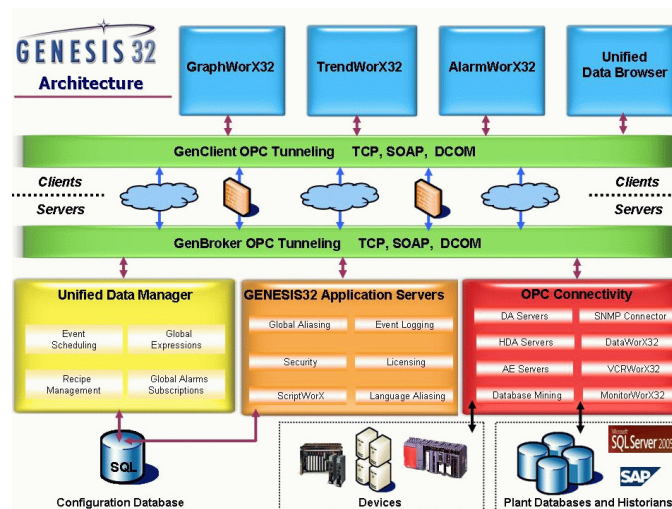 GENESIS 32
Architecture
GraphWorX32
TrendWorX32
AlarmWorX32
Unified
Data Browser
GenClient OPC Tunneling TCP, SOAP, DCOM
Clients
Servers
Clients
Servers
GenBroker OPC Tunneling TCP, SOAP, DCOM
Unified Data Manager
Event
Scheduling
Global
Expressions
Recipe
Management
Global Alarms
Subscriptions
GENESIS32 Application Servers
Global Aliasing
Event Logging
Security
Licensing
ScriptWorX
Language Aliasing
OPC Connectivity
DA Servers
SNMP Connector
HDA Servers
DataWorX32
AE Servers
VCRWorX32
Database Mining
MonitorWorX32
SQL
Configuration Database
Devices
Microsoft
SQL Server 2005
SAP
Plant Databases and Historians